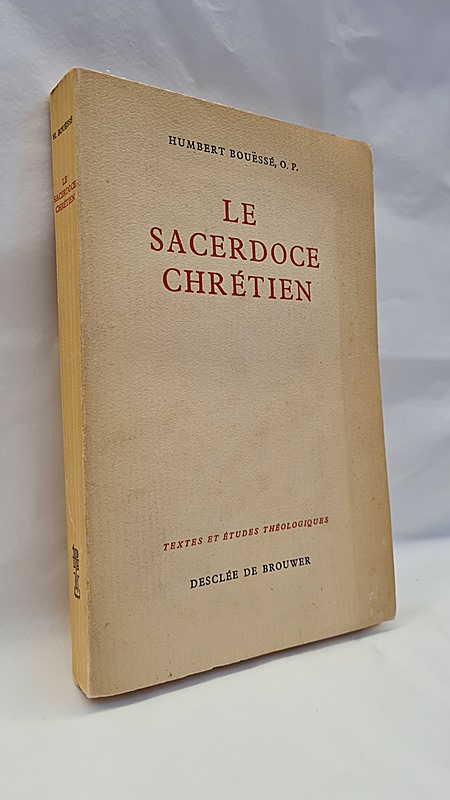 H. BOUËSSÉ
LE
SACERDOCE
CHRÉTIEN
HUMBERT BOUËSSÉ, O. P.
LE
SACERDOCE
CHRÉTIEN
TEXTES ET ÉTUDES THÉOLOGIQUES
DESCLÉE DE BROUWER